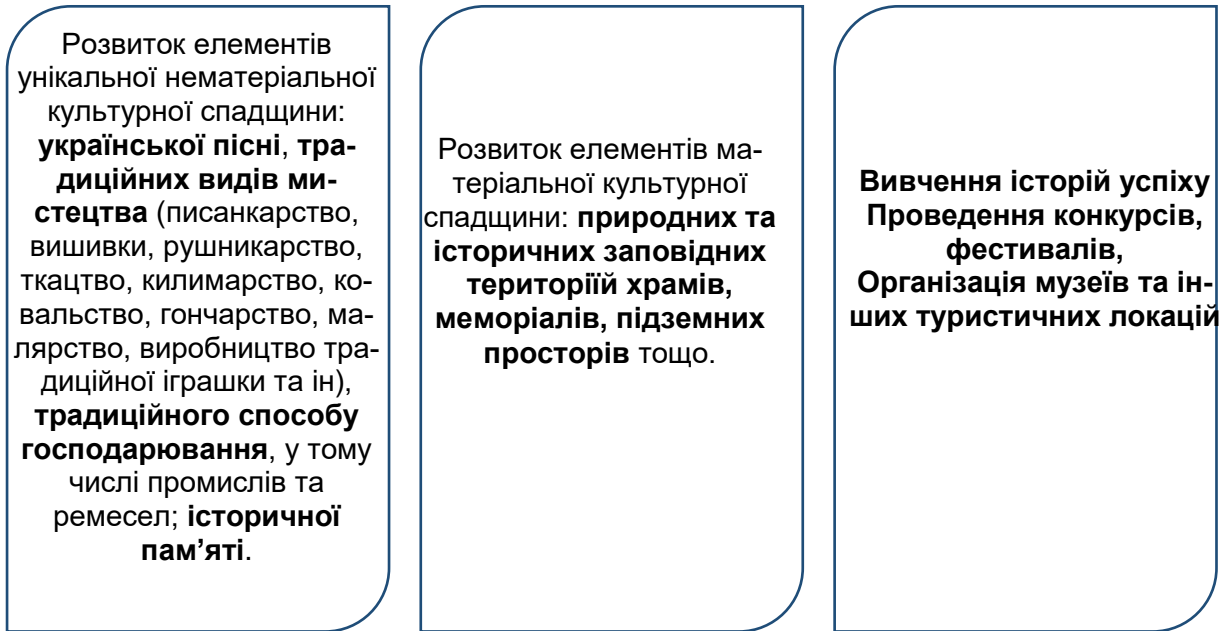 Розвиток елементів
унікальної нематеріальної
культурної спадщини:
української пісні, тра-
диційних видів ми-
стецтва (писанкарство,
вишивки, рушникарство,
ткацтво, килимарство, ко-
вальство, гончарство, ма-
лярство, виробництво тра-
диційної іграшки та ін),
традиційного способу
господарювання, у тому
числі промислів та
ремесел; історичної
пам’яті.
Розвиток елементів ма-
теріальної культурної
спадщини: природних та
історичних заповідних
територіїй храмів,
меморіалів, підземних
просторів тощо.
Вивчення історій успіху
Проведення конкурсів,
фестивалів,
Організація музеїв та ін-
ших туристичних локацій